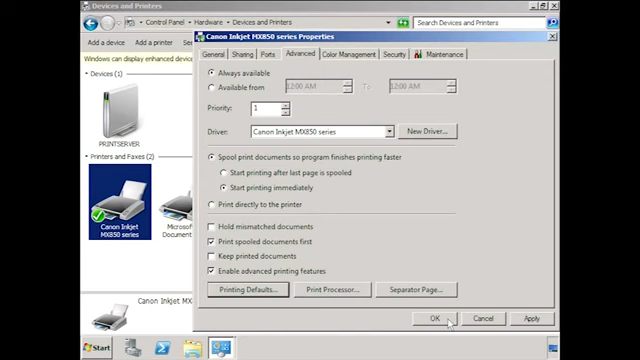 Devices and Printers
Control Panel ▸ Hardware ▸ Devices and Printers
Search Devices and Printers
Add a device
Add a printer
Windows can display enhanced device
Devices (1)
PRINTSERVER
Printers and Faxes (2)
Canon Inkjet
MX850 series
Microsof
Document
Canon Inkjet MX
Canon Inkjet MX850 series Properties
General
Sharing
Ports
Advanced
Color Management
Security
Maintenance
Always available
Available from
12:00 AM
To
12:00 AM
Priority:
1
Driver:
Canon Inkjet MX850 series
New Driver...
Spool print documents so program finishes printing faster
Start printing after last page is spooled
Start printing immediately
Print directly to the printer
Hold mismatched documents
Print spooled documents first
Keep printed documents
Enable advanced printing features
Printing Defaults...
Print Processor...
Separator Page...
OK
Cancel
Apply
Start